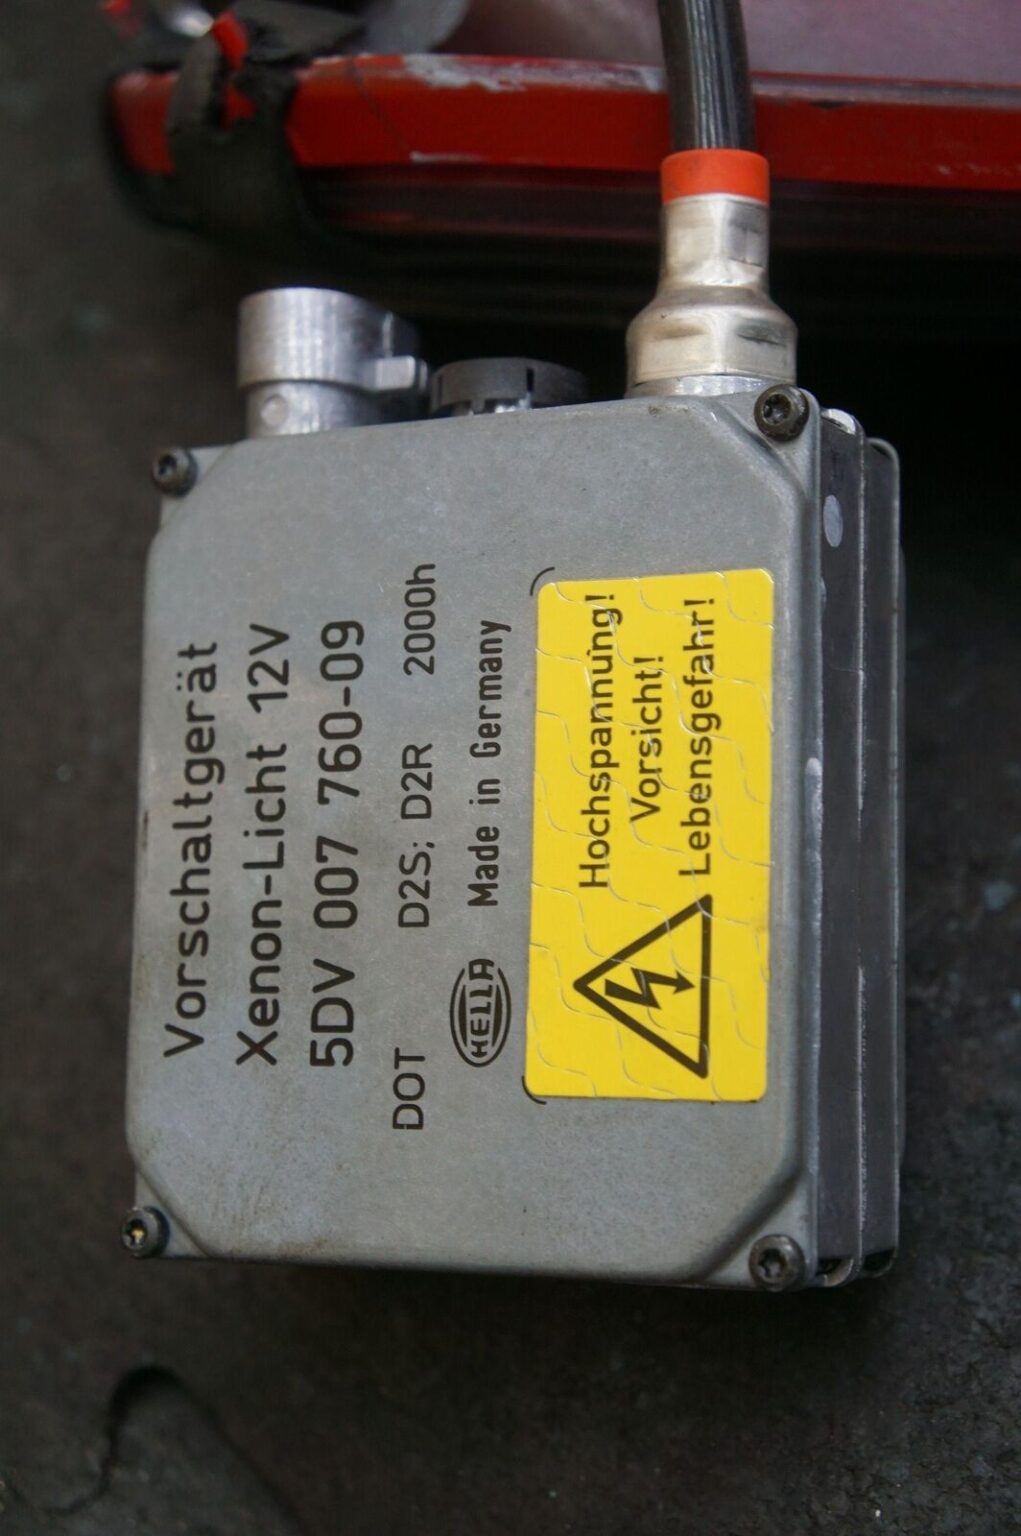 Vorschaltgerät
Xenon-Licht 12V
5DV 007 760-09
DOT D2S; D2R 2000h
HELLA Made in Germany
Hochspannung!
Vorsicht!
Lebensgefahr!